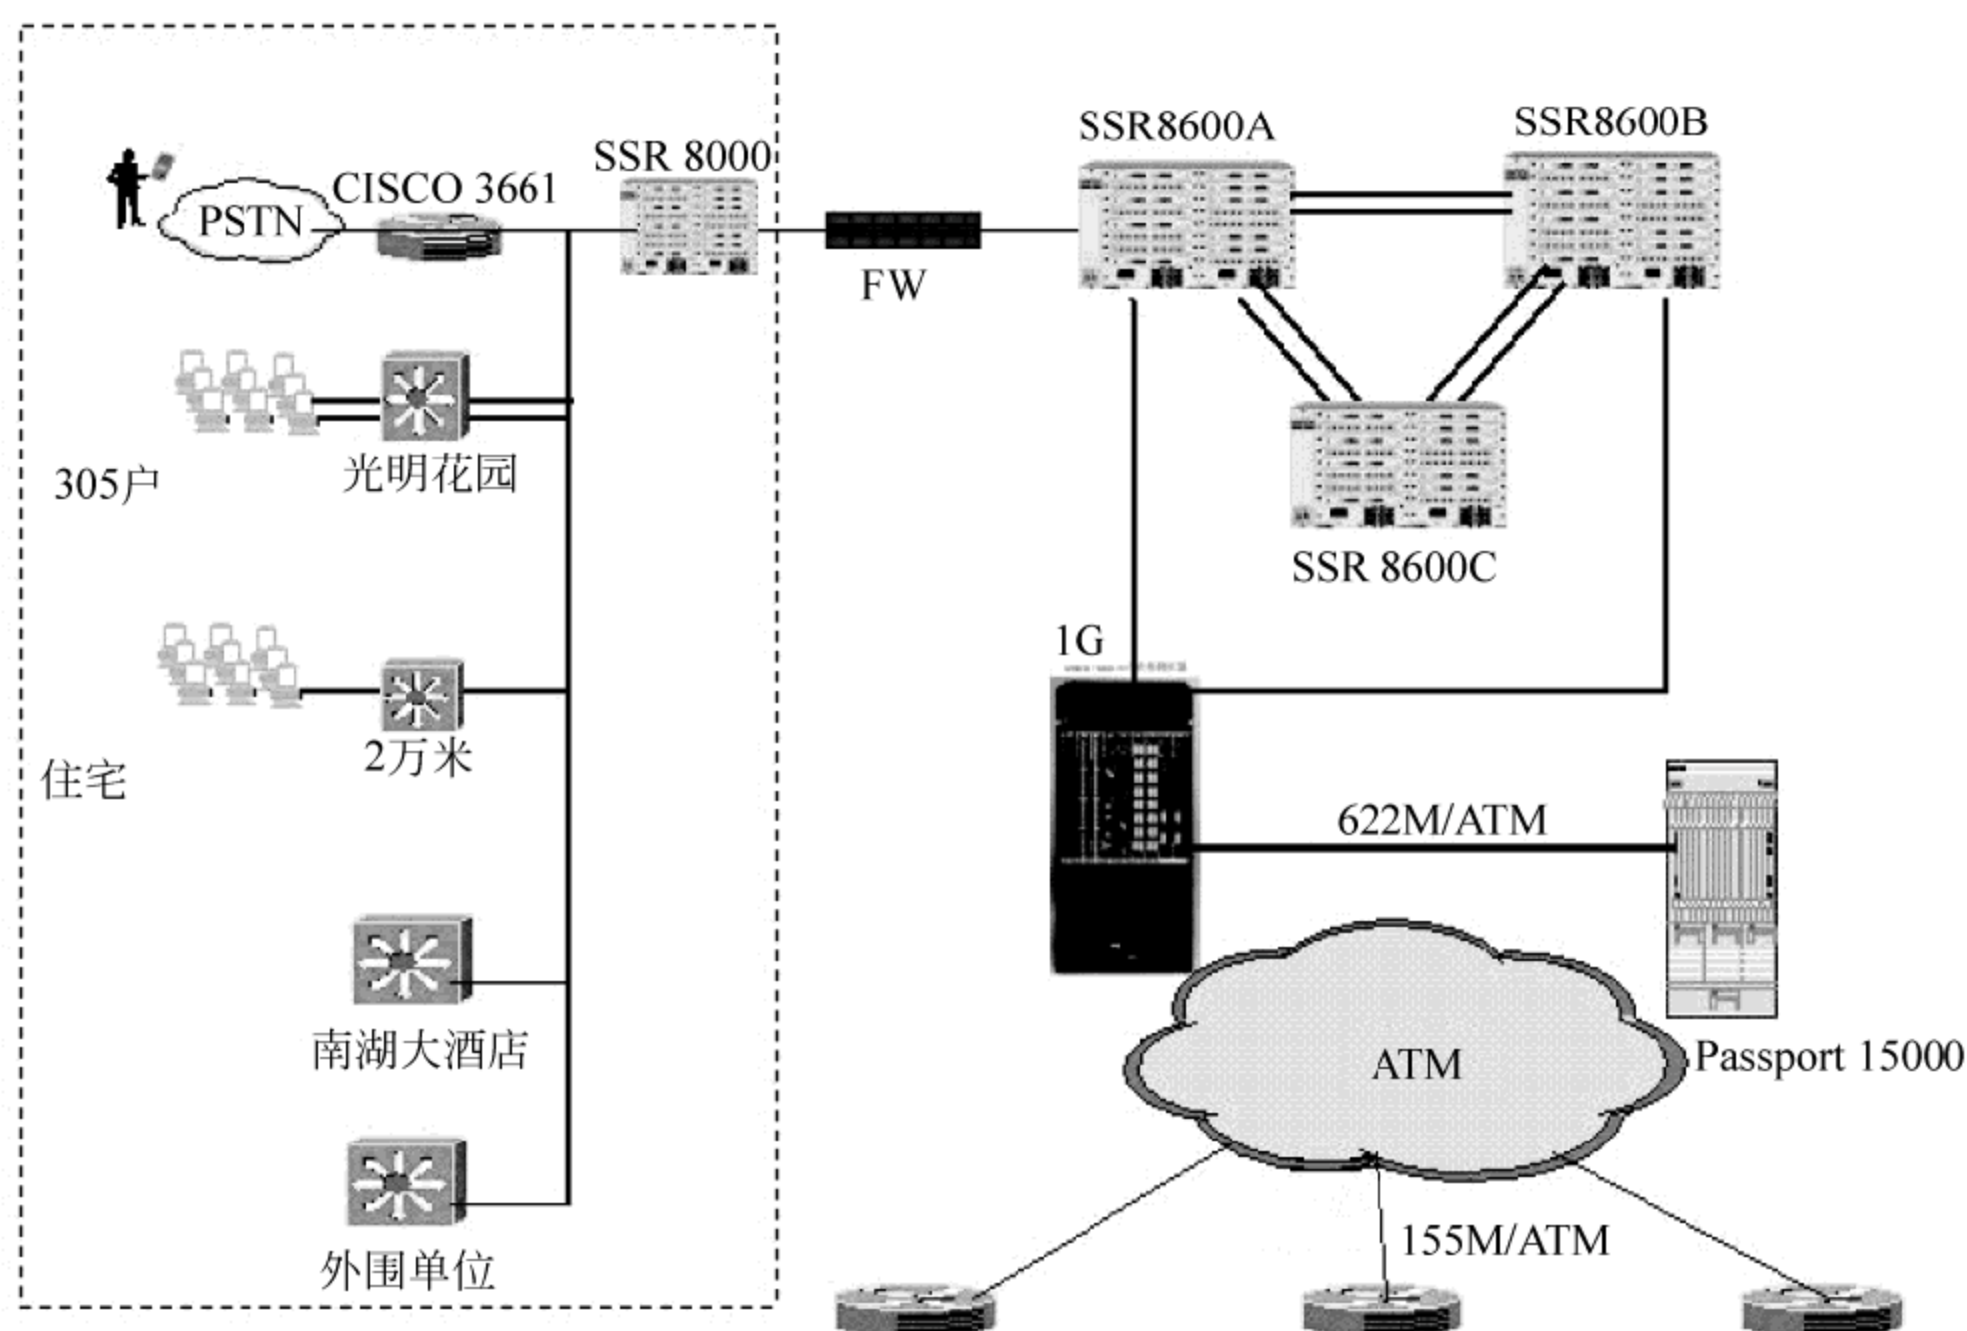 SSR8600A
SSR8600B
SSR 8000
CISCO 3661
PSTN
FW
光明花园
305户
SSR 8600C
1G
2万米
住宅
622M/ATM
南湖大酒店
ATM
Passport 15000
155M/ATM
外围单位